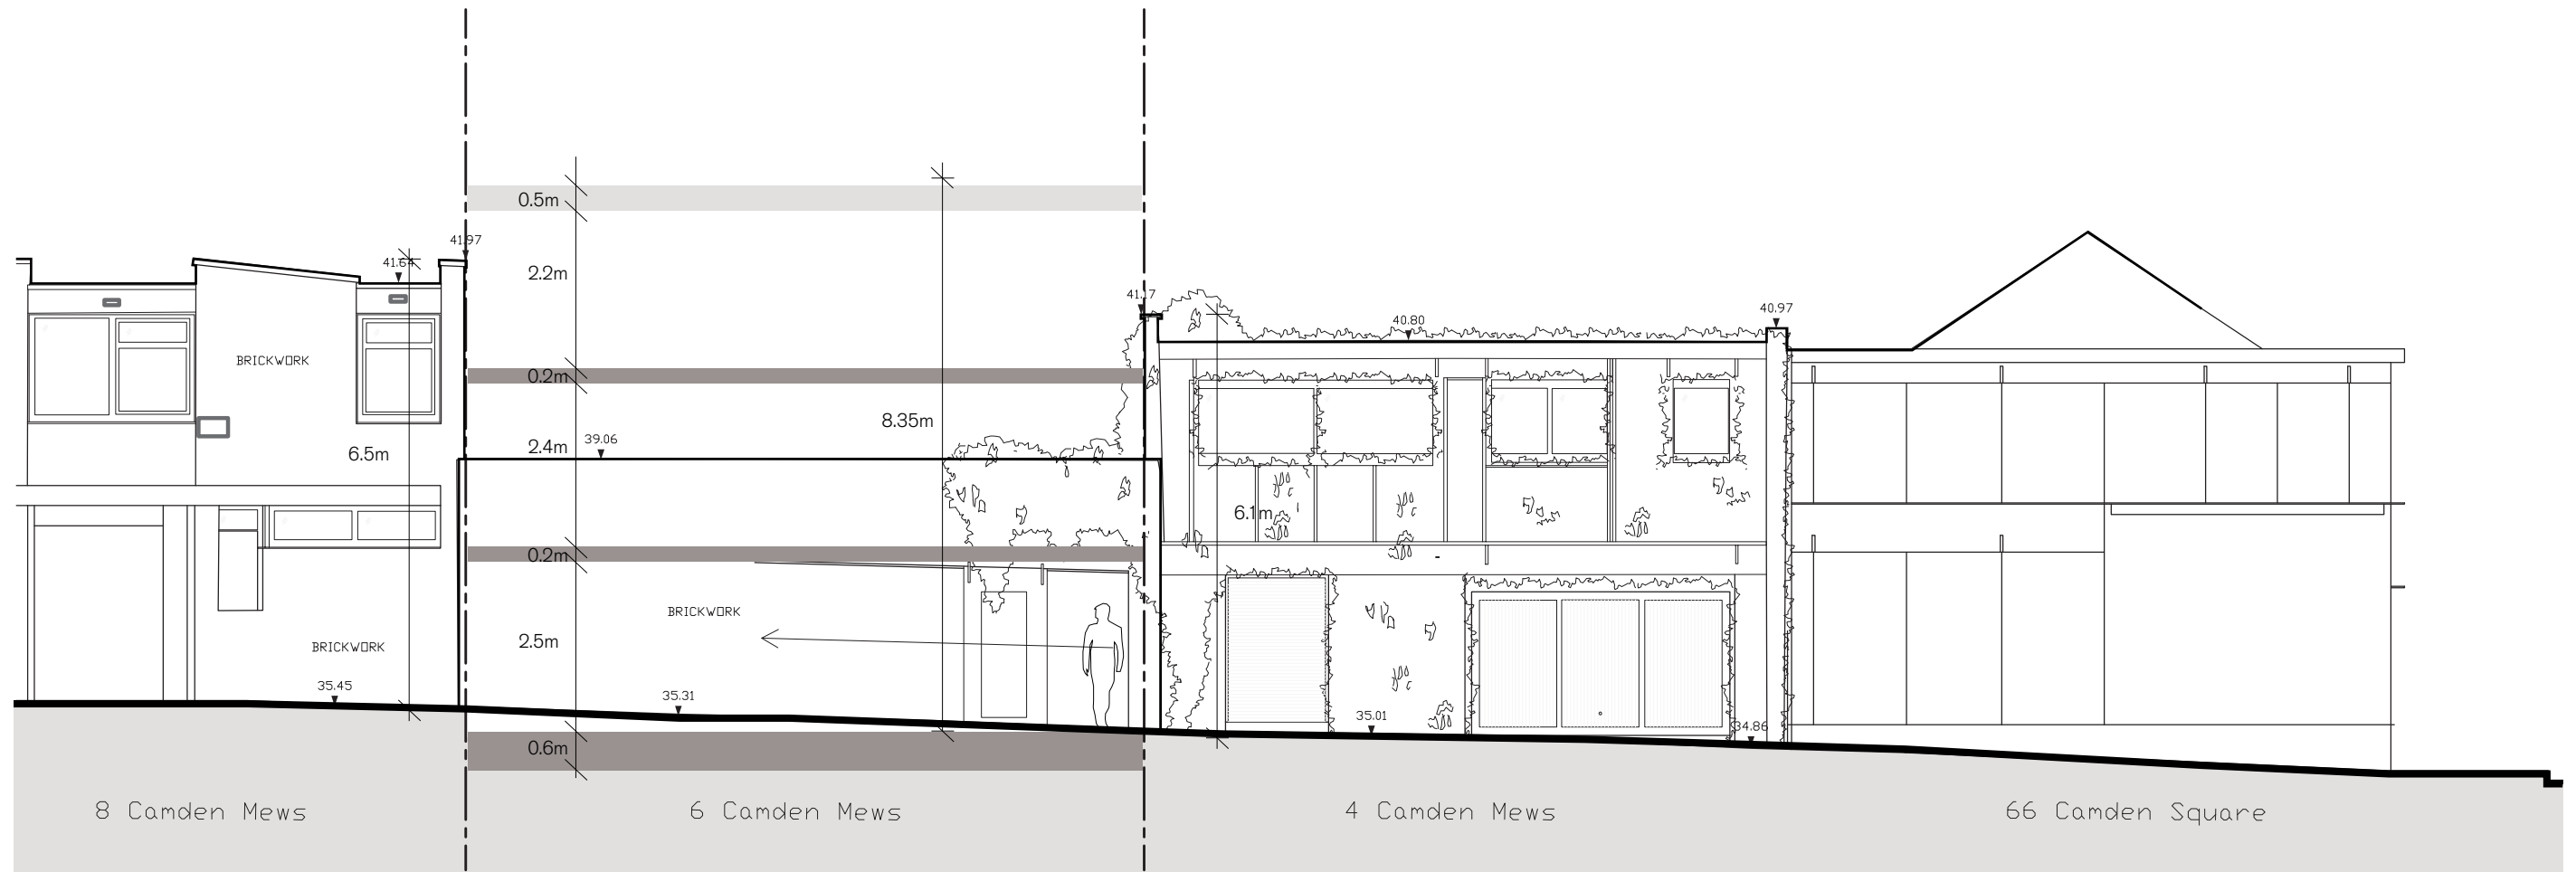 0.5m
41.97
41.64
2.2m
41.17
40.80
40.97
BRICKWORK
0.2m
8.35m
39.06
2.4m
6.5m
6.1m
0.2m
BRICKWORK
2.5m
BRICKWORK
35.45
35.31
35.01
34.86
0.6m
8 Camden Mews
6 Camden Mews
4 Camden Mews
66 Camden Square